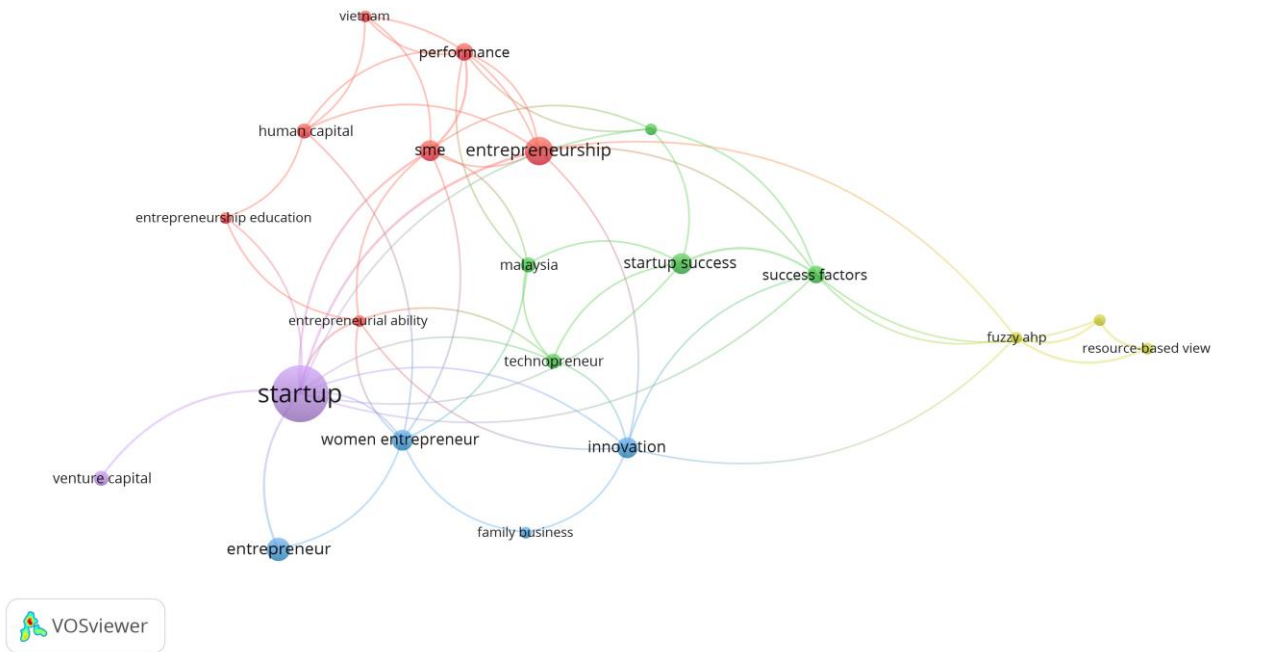 vietnam
performance
human capital
sme
entrepreneurship
entrepreneurship education
malaysia
startup success
success factors
entrepreneurial ability
fuzzy ahp
resource-based view
technopreneur
startup
women entrepreneur
innovation
venture capital
family business
entrepreneur
VOSviewer